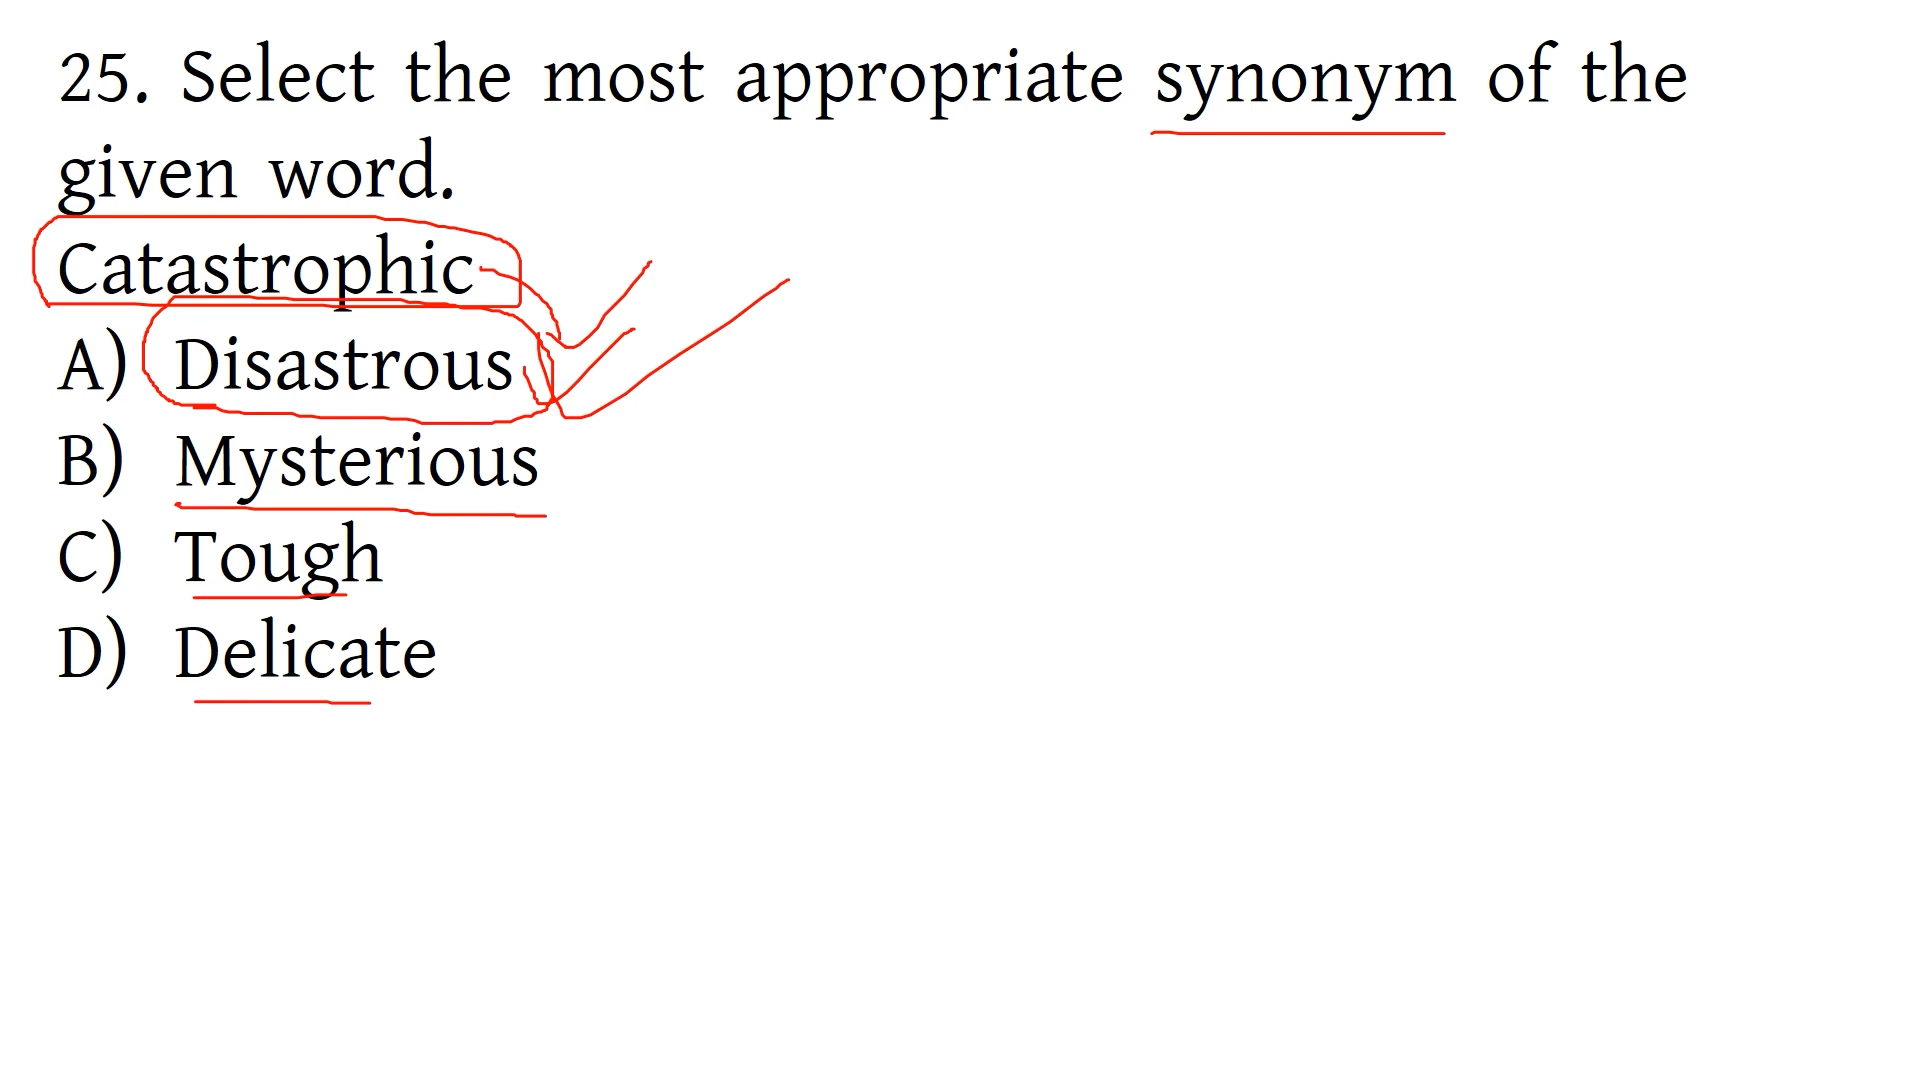 25. Select the most appropriate synonym of the
given word.
Catastrophic
A) Disastrous
B) Mysterious
C) Tough
D) Delicate